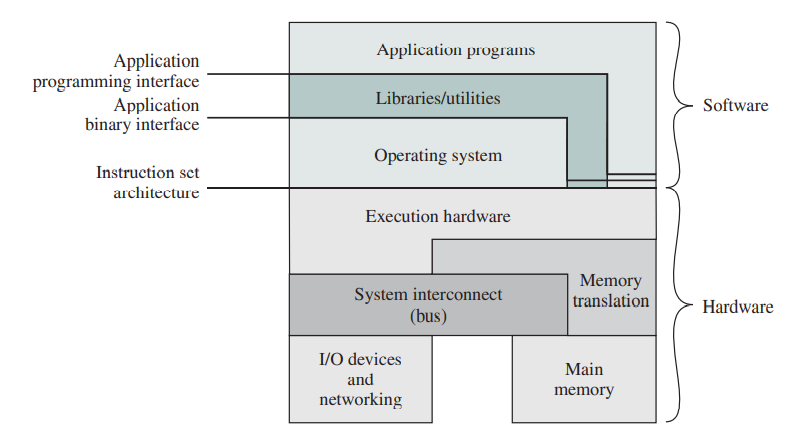 Application programs
Application
programming interface
Libraries/utilities
Software
Application
binary interface
Operating system
Instruction set
architecture
Execution hardware
Memory
translation
System interconnect
(bus)
Hardware
I/O devices
and
networking
Main
memory